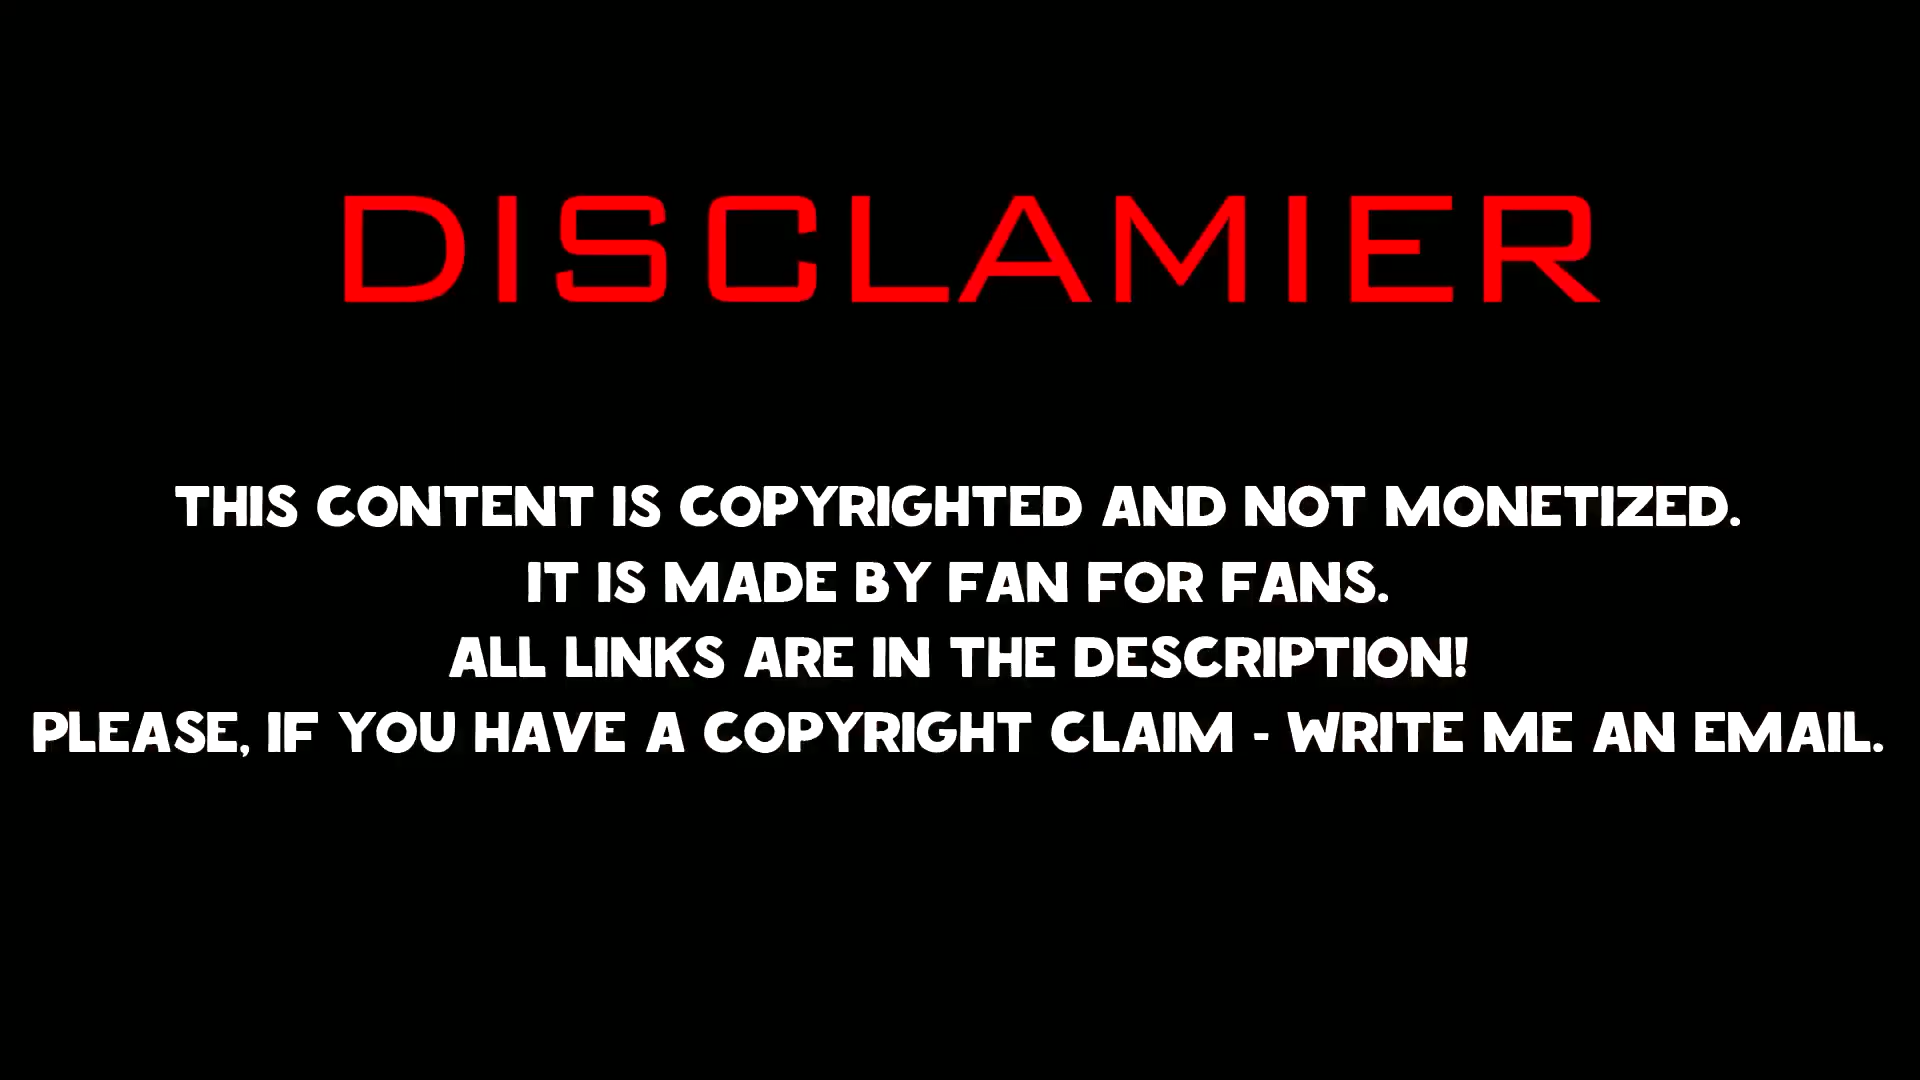 DISCLAMIER
THIS CONTENT IS COPYRIGHTED AND NOT MONETIZED.
IT IS MADE BY FAN FOR FANS.
ALL LINKS ARE IN THE DESCRIPTION!
PLEASE, IF YOU HAVE A COPYRIGHT CLAIM - WRITE ME AN EMAIL.